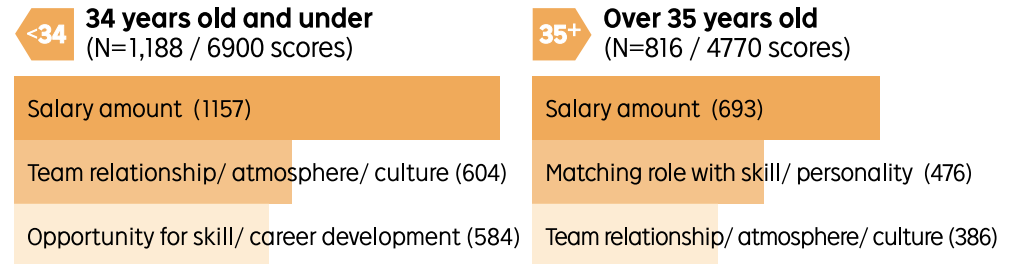 <34
34 years old and under
(N=1,188 / 6900 scores)
Salary amount (1157)
Team relationship/ atmosphere/ culture (604)
Opportunity for skill/ career development (584)
35+
Over 35 years old
(N=816 / 4770 scores)
Salary amount (693)
Matching role with skill/ personality (476)
Team relationship/ atmosphere/ culture (386)